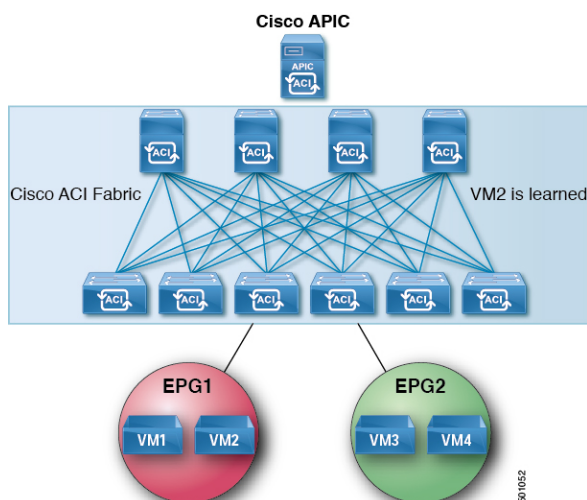 Cisco APIC
APIC
ACI
ACI
ACI
ACI
ACI
Cisco ACI Fabric
VM2 is learned
ACI
ACI
ACI
ACI
ACI
ACI
EPG1
EPG2
VM1
VM2
VM3
VM4
501052